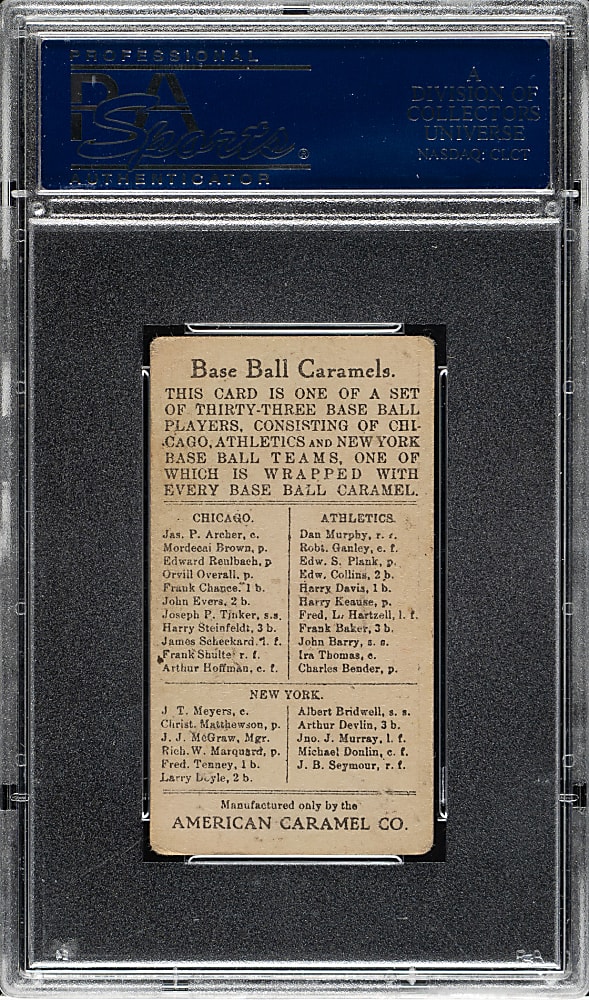 PROFESSIONAL
PSA
Sports®
AUTHENTICATOR
A
DIVISION OF
COLLECTORS
UNIVERSE
NASDAQ: CLCT
Base Ball Caramels.
THIS CARD IS ONE OF A SET
OF THIRTY-THREE BASE BALL
PLAYERS, CONSISTING OF CHI-
CAGO, ATHLETICS AND NEW YORK
BASE BALL TEAMS, ONE OF
WHICH IS WRAPPED WITH
EVERY BASE BALL CARAMEL.
CHICAGO.
Jas. P. Archer, c.
Mordecai Brown, p.
Edward Reulbach, p
Orvill Overall, p.
Frank Chance. 1 b.
John Evers, 2 b.
Joseph P. Tinker, s.s.
Harry Steinfeldt, 3 b.
James Scheckard. l. f.
Frank Shulte r. f.
Arthur Hoffman, c. f.
ATHLETICS.
Dan Murphy, r. f.
Robt. Ganley, c. f.
Edw. S. Plank, p.
Edw. Collins, 2 b.
Harry Davis, 1 b.
Harry Keause, p.
Fred. L. Hartzell, l. f.
Frank Baker, 3 b.
John Barry, s. s.
Ira Thomas, c.
Charles Bender, p.
NEW YORK.
J T. Meyers, c.
Christ. Matthewson, p.
J. J. McGraw, Mgr.
Rich. W. Marquard, p.
Fred. Tenney, 1 b.
Larry Doyle, 2 b.
Albert Bridwell, s. s.
Arthur Devlin, 3 b.
Jno. J. Murray, l. f.
Michael Donlin, c. f.
J. B. Seymour, r. f.
Manufactured only by the
AMERICAN CARAMEL CO.
PSA